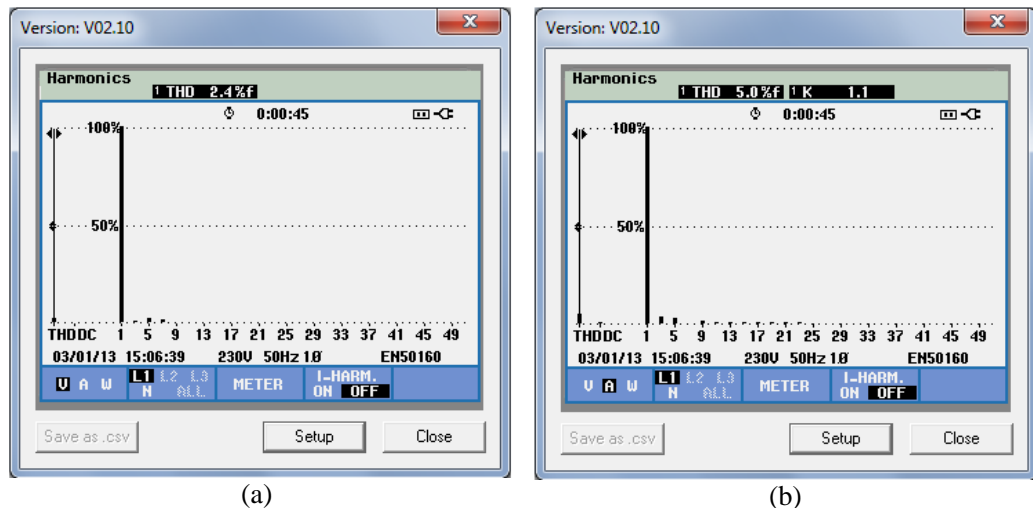 Version: V02.10
Harmonics
1 THD 2.4%f
0:00:45
100%
50%
THDDC 1 5 9 13 17 21 25 29 33 37 41 45 49
03/01/13 15:06:39 230V 50Hz 1Ø EN50160
V A W L1 L2 L3 N ALL METER I-HARM. ON OFF
Save as .csv Setup Close
(a)
Version: V02.10
Harmonics
1 THD 5.0%f 1 K 1.1
0:00:45
100%
50%
THDDC 1 5 9 13 17 21 25 29 33 37 41 45 49
03/01/13 15:06:39 230V 50Hz 1Ø EN50160
V A W L1 L2 L3 N ALL METER I-HARM. ON OFF
Save as .csv Setup Close
(b)